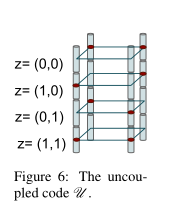 z= (0,0)
z= (1,0)
z= (0,1)
z= (1,1)
Figure 6: The uncou-
pled code 𝒰.